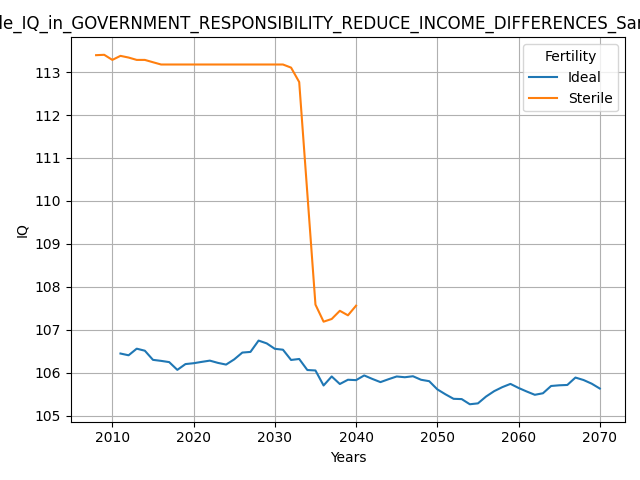 le_IQ_in_GOVERNMENT_RESPONSIBILITY_REDUCE_INCOME_DIFFERENCES_Sa
Fertility
Ideal
Sterile
113
112
111
110
109
108
107
106
105
IQ
2010 2020 2030 2040 2050 2060 2070
Years